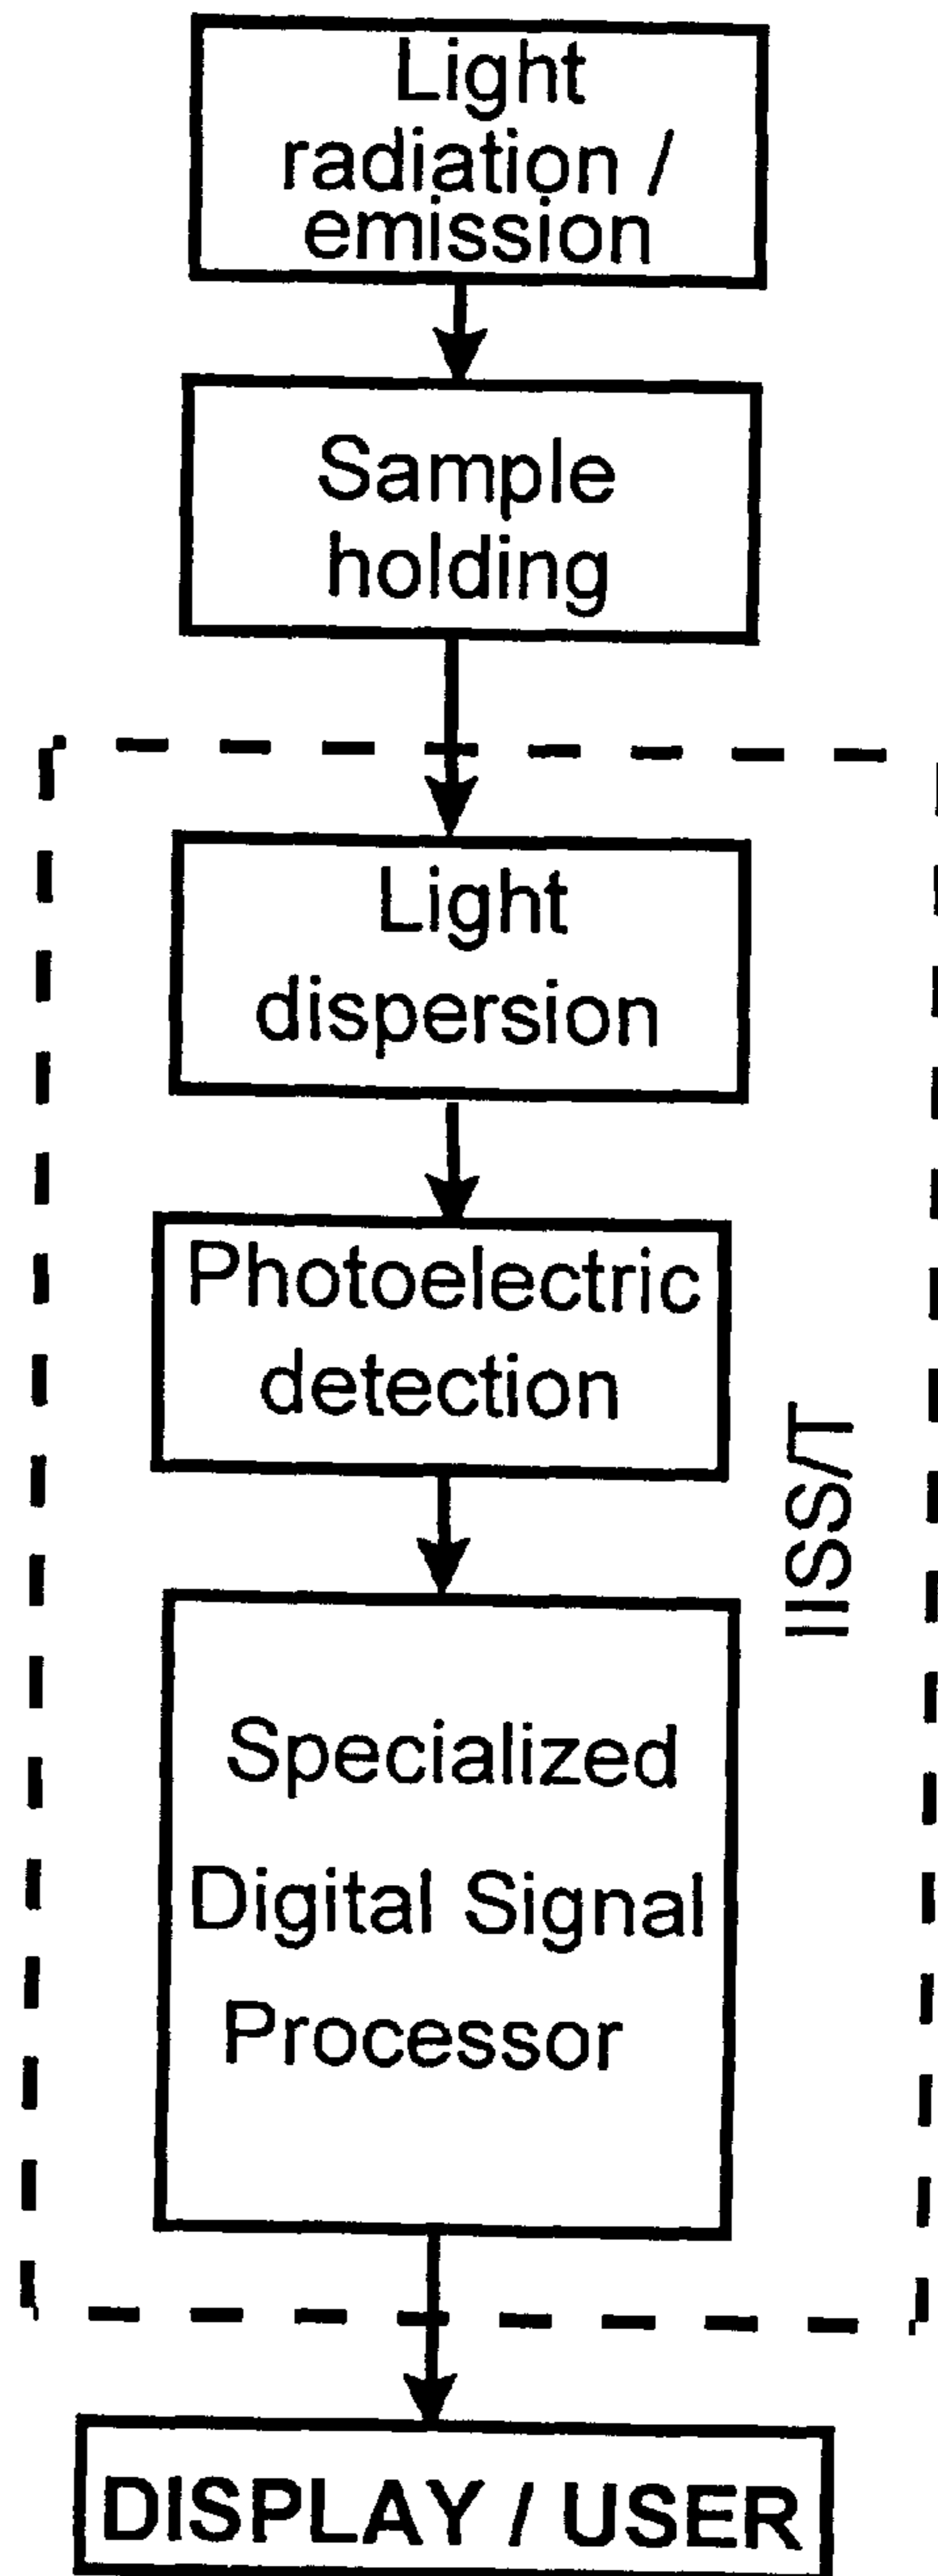 Light
radiation /
emission
Sample
holding
Light
dispersion
Photoelectric
detection
IISS/T
Specialized
Digital Signal
Processor
DISPLAY / USER